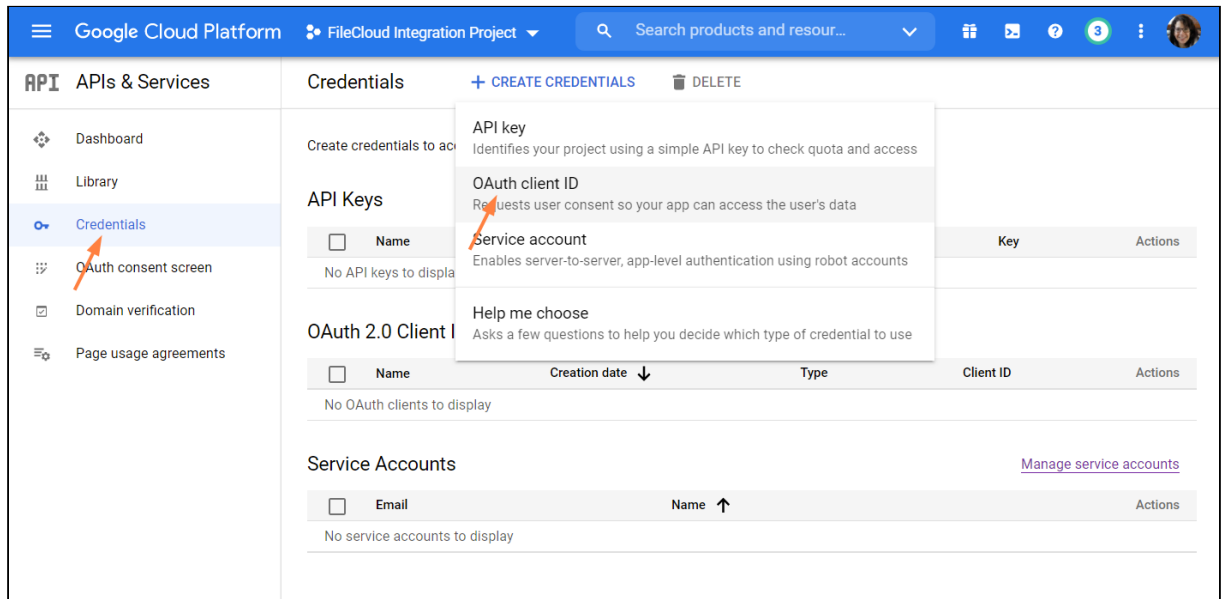 Google Cloud Platform FileCloud Integration Project Search products and resour... ? 3
API APIs & Services Credentials + CREATE CREDENTIALS DELETE
Dashboard
Library
Credentials
OAuth consent screen
Domain verification
Page usage agreements
API key
Identifies your project using a simple API key to check quota and access
OAuth client ID
Requests user consent so your app can access the user's data
Service account
Enables server-to-server, app-level authentication using robot accounts
Help me choose
Asks a few questions to help you decide which type of credential to use
Create credentials to
API Keys
Name Key Actions
No API keys to
OAuth 2.0 Client
Name Creation date Type Client ID Actions
No OAuth clients to display
Service Accounts Manage service accounts
Email Name Actions
No service accounts to display